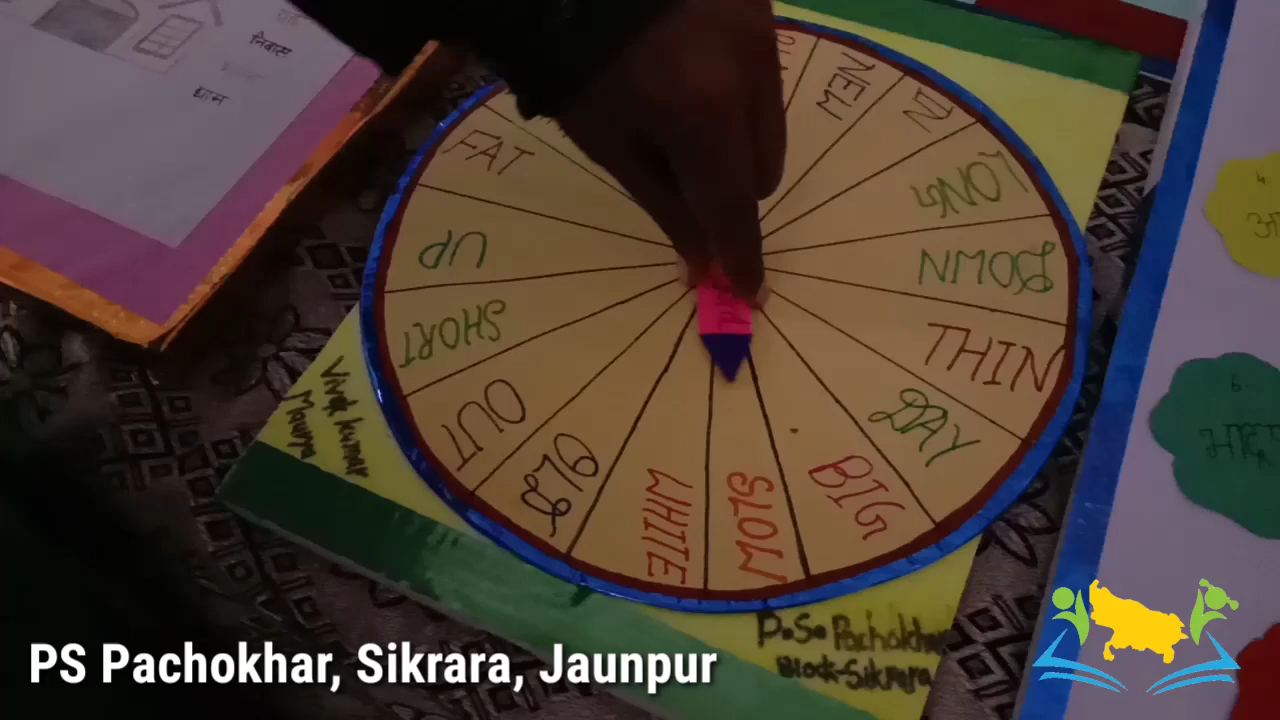 निवास
धाम
NEW
IN
LONG
DOWN
THIN
DAY
BIG
SLOW
WHITE
OLD
OUT
SHORT
UP
FAT
Vivek kumar
Maurya
P.S. Pachokhar
Block-Sikrara
PS Pachokhar, Sikrara, Jaunpur